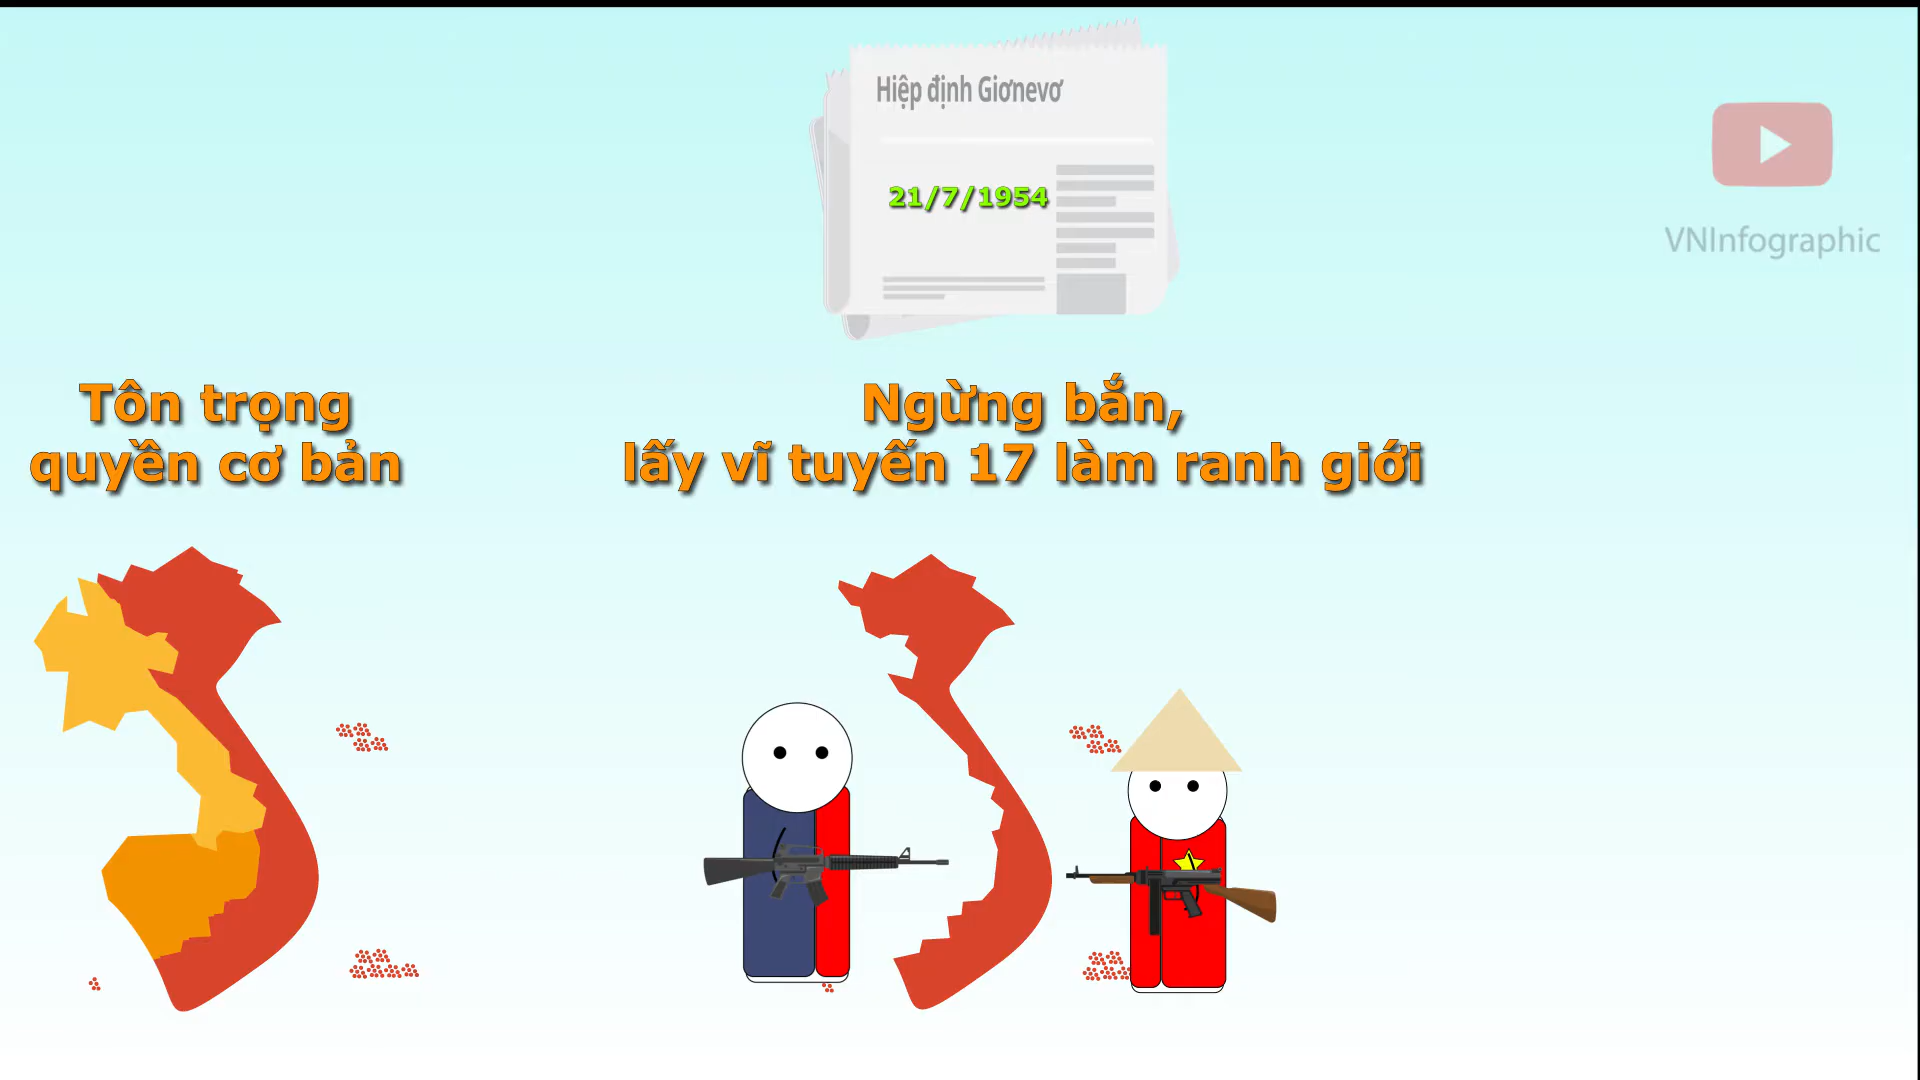 Hiệp định Giơnevơ
21/7/1954
VNInfographic
Tôn trọng
quyền cơ bản
Ngừng bắn,
lấy vĩ tuyến 17 làm ranh giới